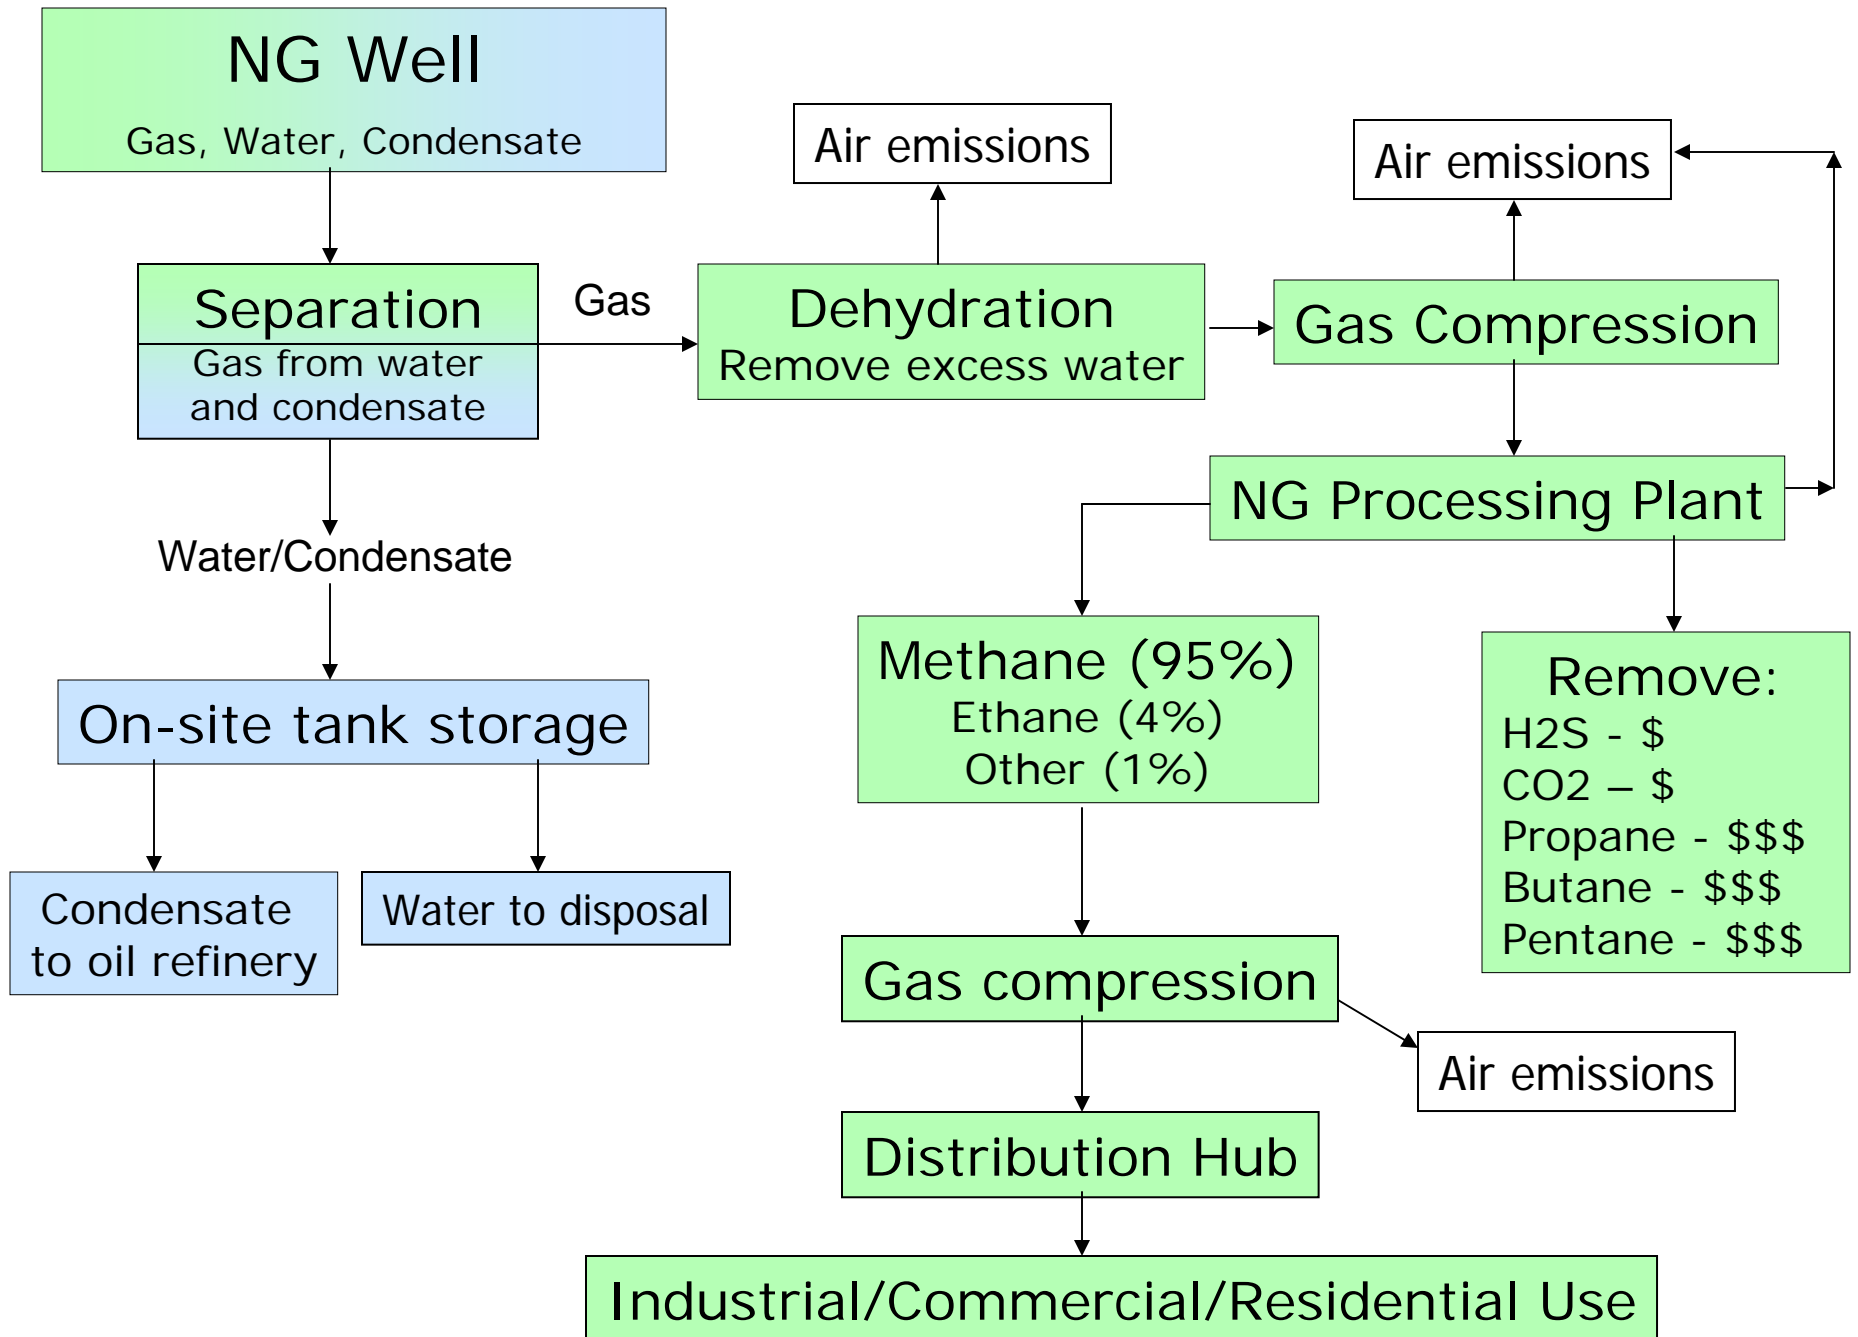 NG Well
Gas, Water, Condensate
Air emissions
Air emissions
Separation
Gas from water
and condensate
Gas
Dehydration
Remove excess water
Gas Compression
NG Processing Plant
Water/Condensate
Methane (95%)
Ethane (4%)
Other (1%)
Remove:
H2S - $
CO2 – $
Propane - $$$
Butane - $$$
Pentane - $$$
On-site tank storage
Condensate
to oil refinery
Water to disposal
Gas compression
Air emissions
Distribution Hub
Industrial/Commercial/Residential Use